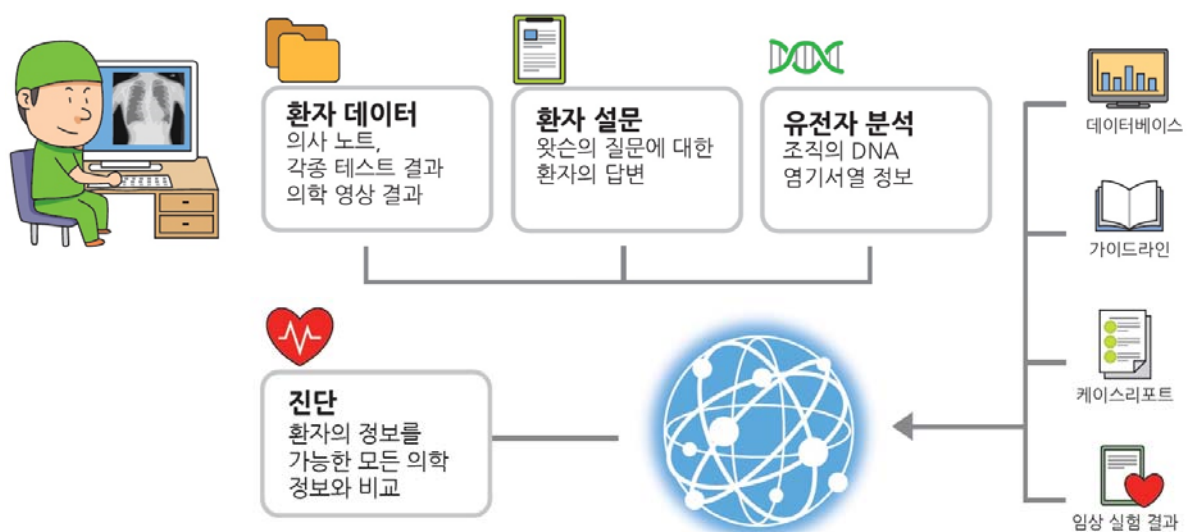 환자 데이터
의사 노트,
각종 테스트 결과
의학 영상 결과
환자 설문
왓슨의 질문에 대한
환자의 답변
유전자 분석
조직의 DNA
염기서열 정보
데이터베이스
가이드라인
케이스리포트
임상 실험 결과
진단
환자의 정보를
가능한 모든 의학
정보와 비교